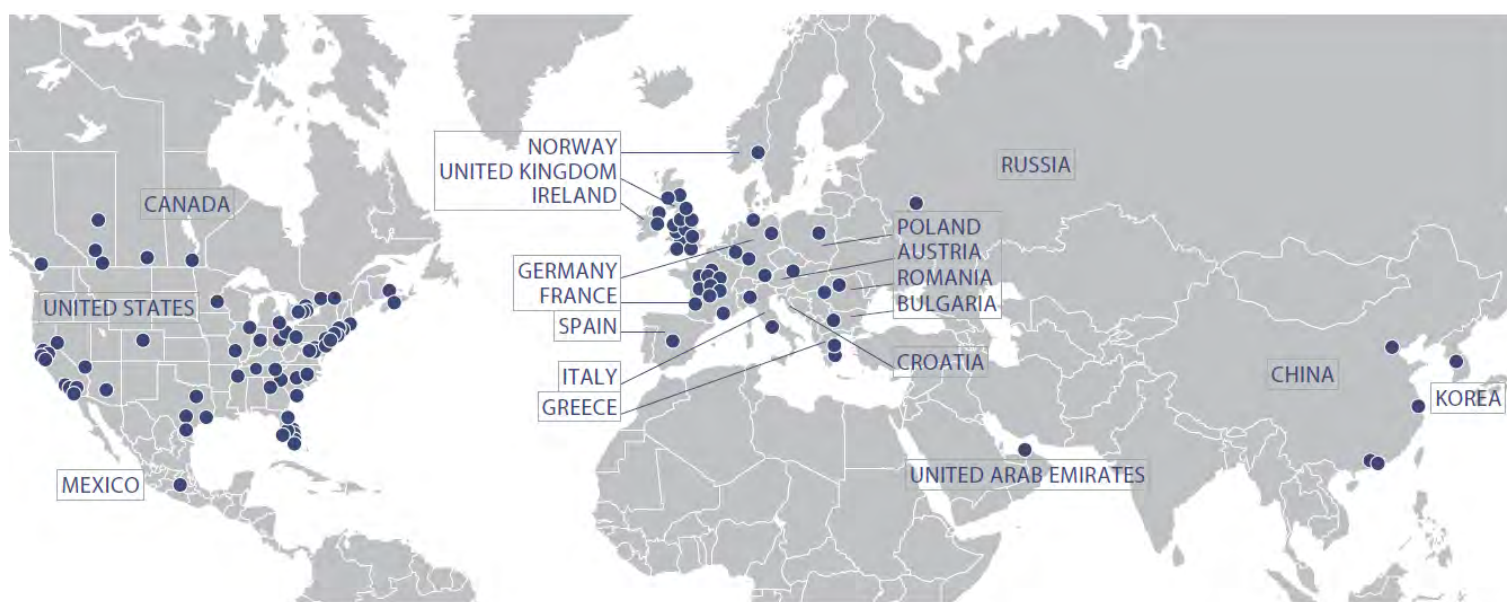 NORWAY
UNITED KINGDOM
IRELAND
RUSSIA
CANADA
POLAND
AUSTRIA
ROMANIA
BULGARIA
GERMANY
FRANCE
UNITED STATES
SPAIN
CROATIA
ITALY
GREECE
CHINA
KOREA
UNITED ARAB EMIRATES
MEXICO